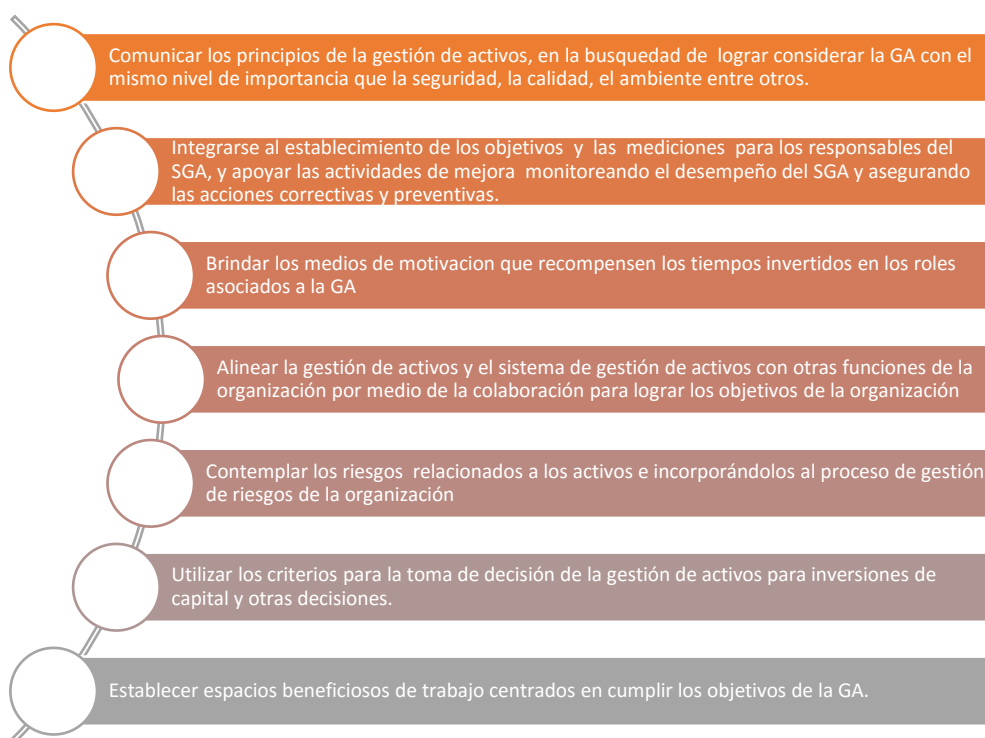 Comunicar los principios de la gestión de activos, en la busquedad de lograr considerar la GA con el
mismo nivel de importancia que la seguridad, la calidad, el ambiente entre otros.
Integrarse al establecimiento de los objetivos y las mediciones para los responsables del
SGA, y apoyar las actividades de mejora monitoreando el desempeño del SGA y asegurando
las acciones correctivas y preventivas.
Brindar los medios de motivacion que recompensen los tiempos invertidos en los roles
asociados a la GA
Alinear la gestión de activos y el sistema de gestión de activos con otras funciones de la
organización por medio de la colaboración para lograr los objetivos de la organización
Contemplar los riesgos relacionados a los activos e incorporándolos al proceso de gestión
de riesgos de la organización
Utilizar los criterios para la toma de decisión de la gestión de activos para inversiones de
capital y otras decisiones.
Establecer espacios beneficiosos de trabajo centrados en cumplir los objetivos de la GA.